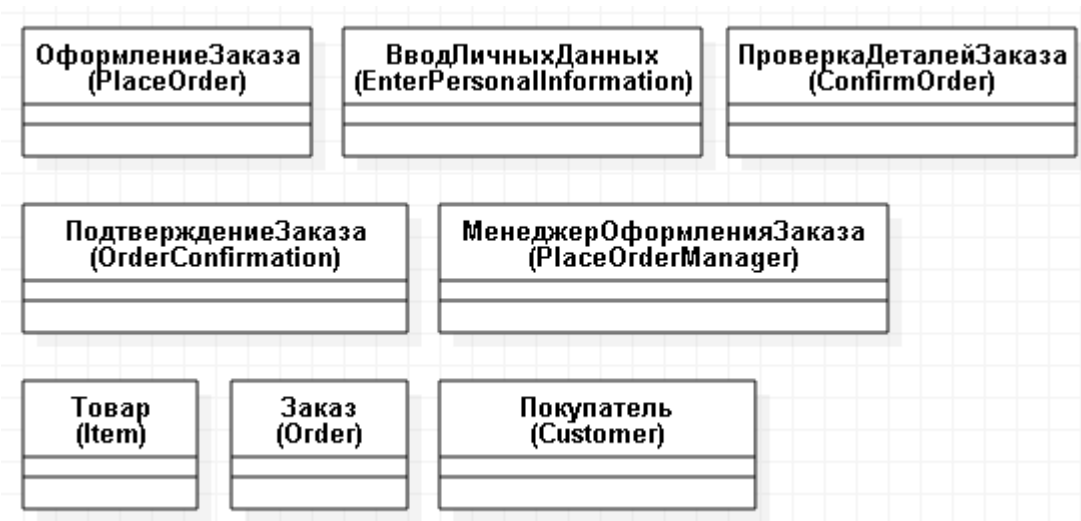 ОформлениеЗаказа
(PlaceOrder)
ВводЛичныхДанных
(EnterPersonalInformation)
ПроверкаДеталейЗаказа
(ConfirmOrder)
ПодтверждениеЗаказа
(OrderConfirmation)
МенеджерОформленияЗаказа
(PlaceOrderManager)
Товар
(Item)
Заказ
(Order)
Покупатель
(Customer)